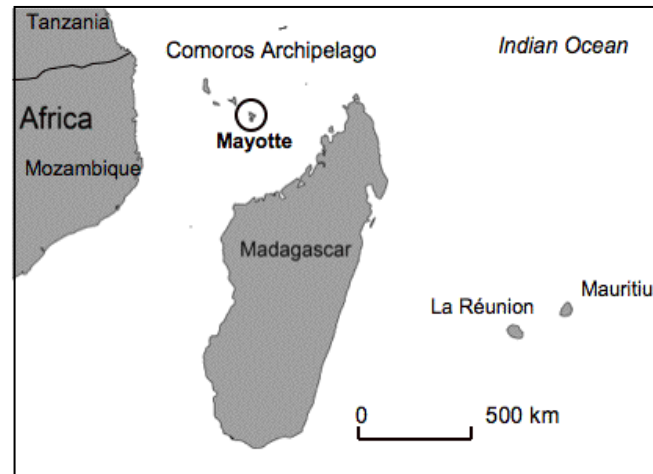 Tanzania
Comoros Archipelago
Indian Ocean
Africa
Mayotte
Mozambique
Madagascar
La Réunion
Mauritiu
0 500 km